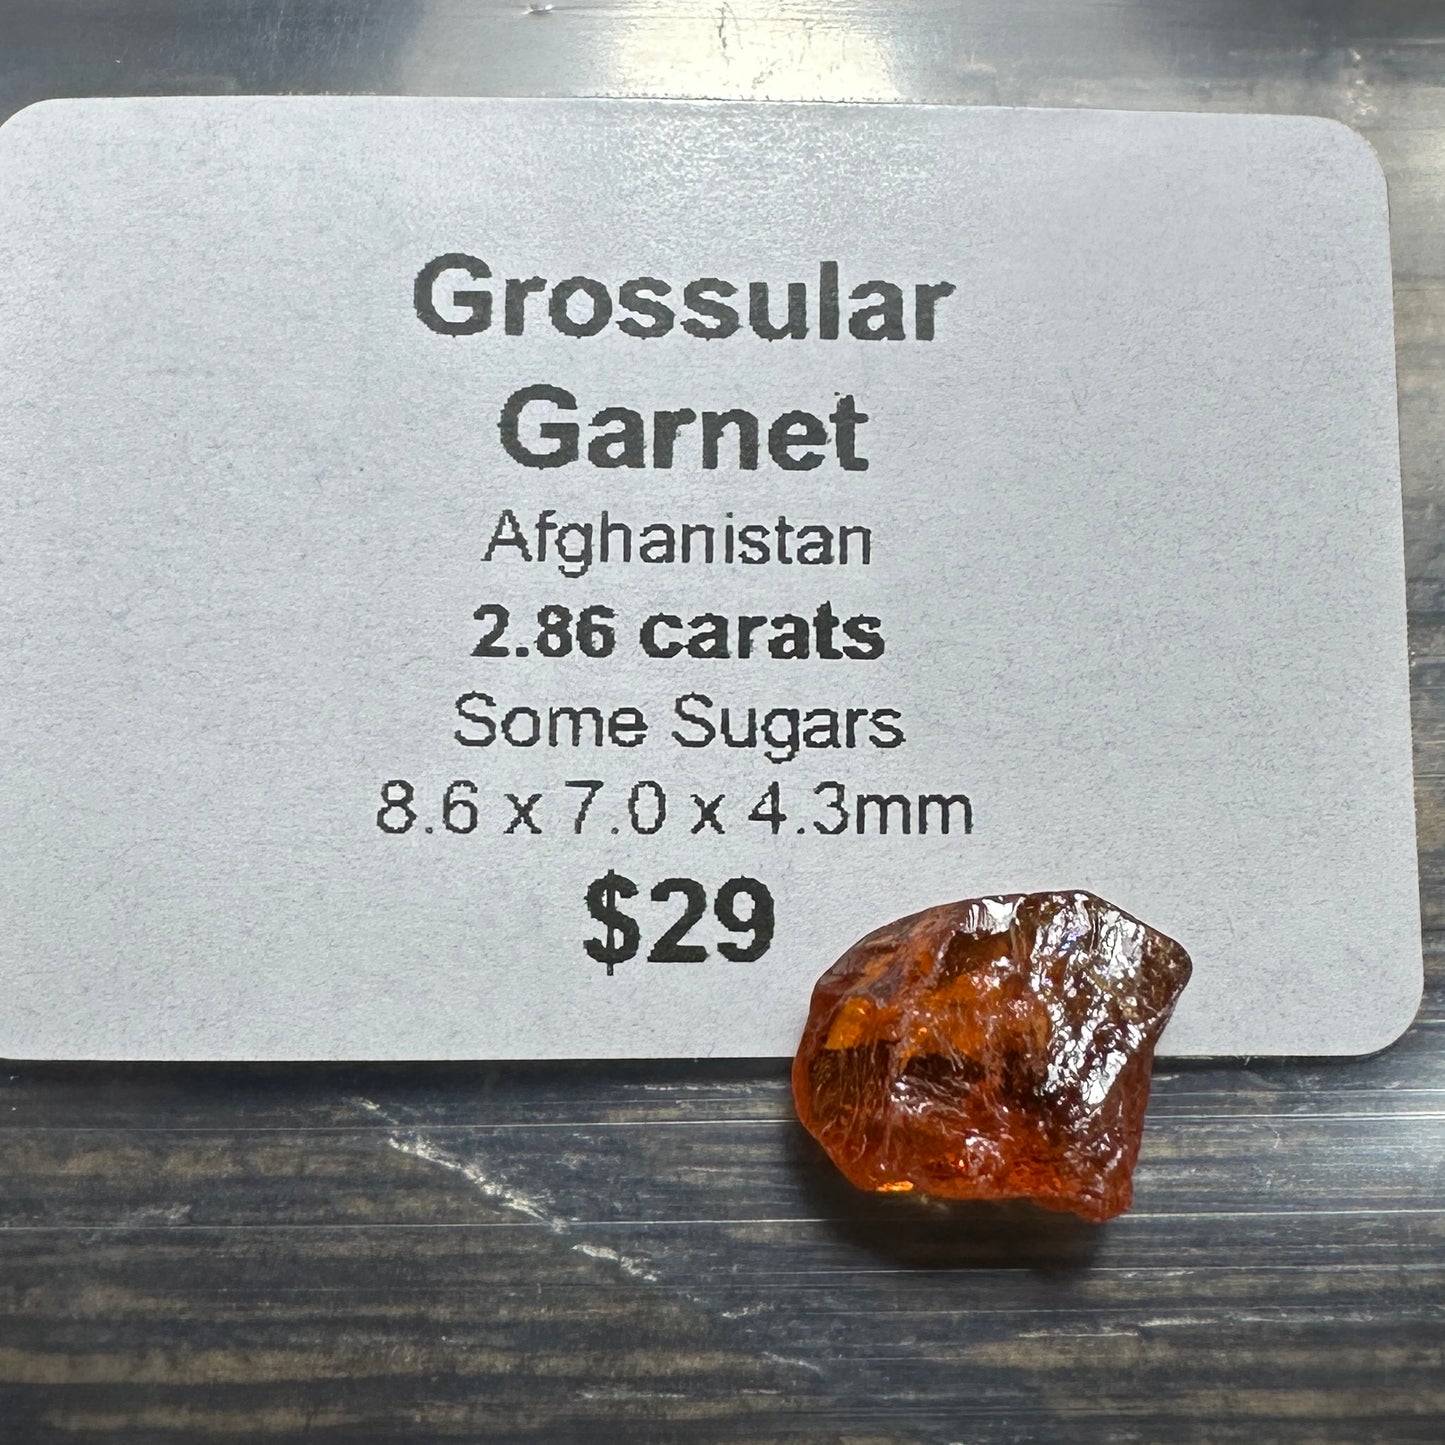 Grossular
Garnet
Afghanistan
2.86 carats
Some Sugars
8.6 x 7.0 x 4.3mm
$29